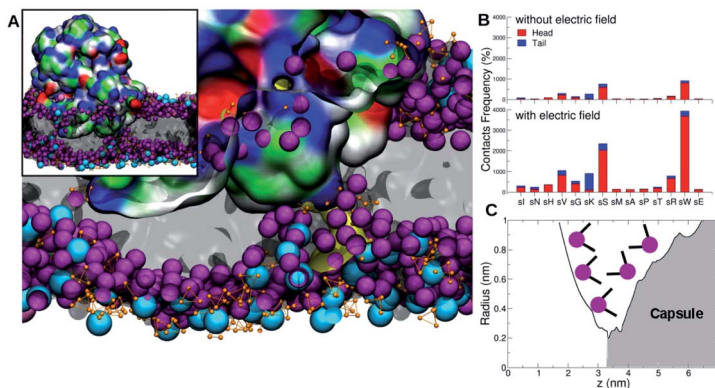 A
B
without electric field
4000
3000
2000
1000
0
Head
Tail
Contacts Frequency (%)
with electric field
4000
3000
2000
1000
0
sI sN sH sV sG sK sS sM sA sP sT sR sW sE
C
Radius (nm)
1
0.8
0.6
0.4
0.2
0
Capsule
0 1 2 3 4 5 6
z (nm)